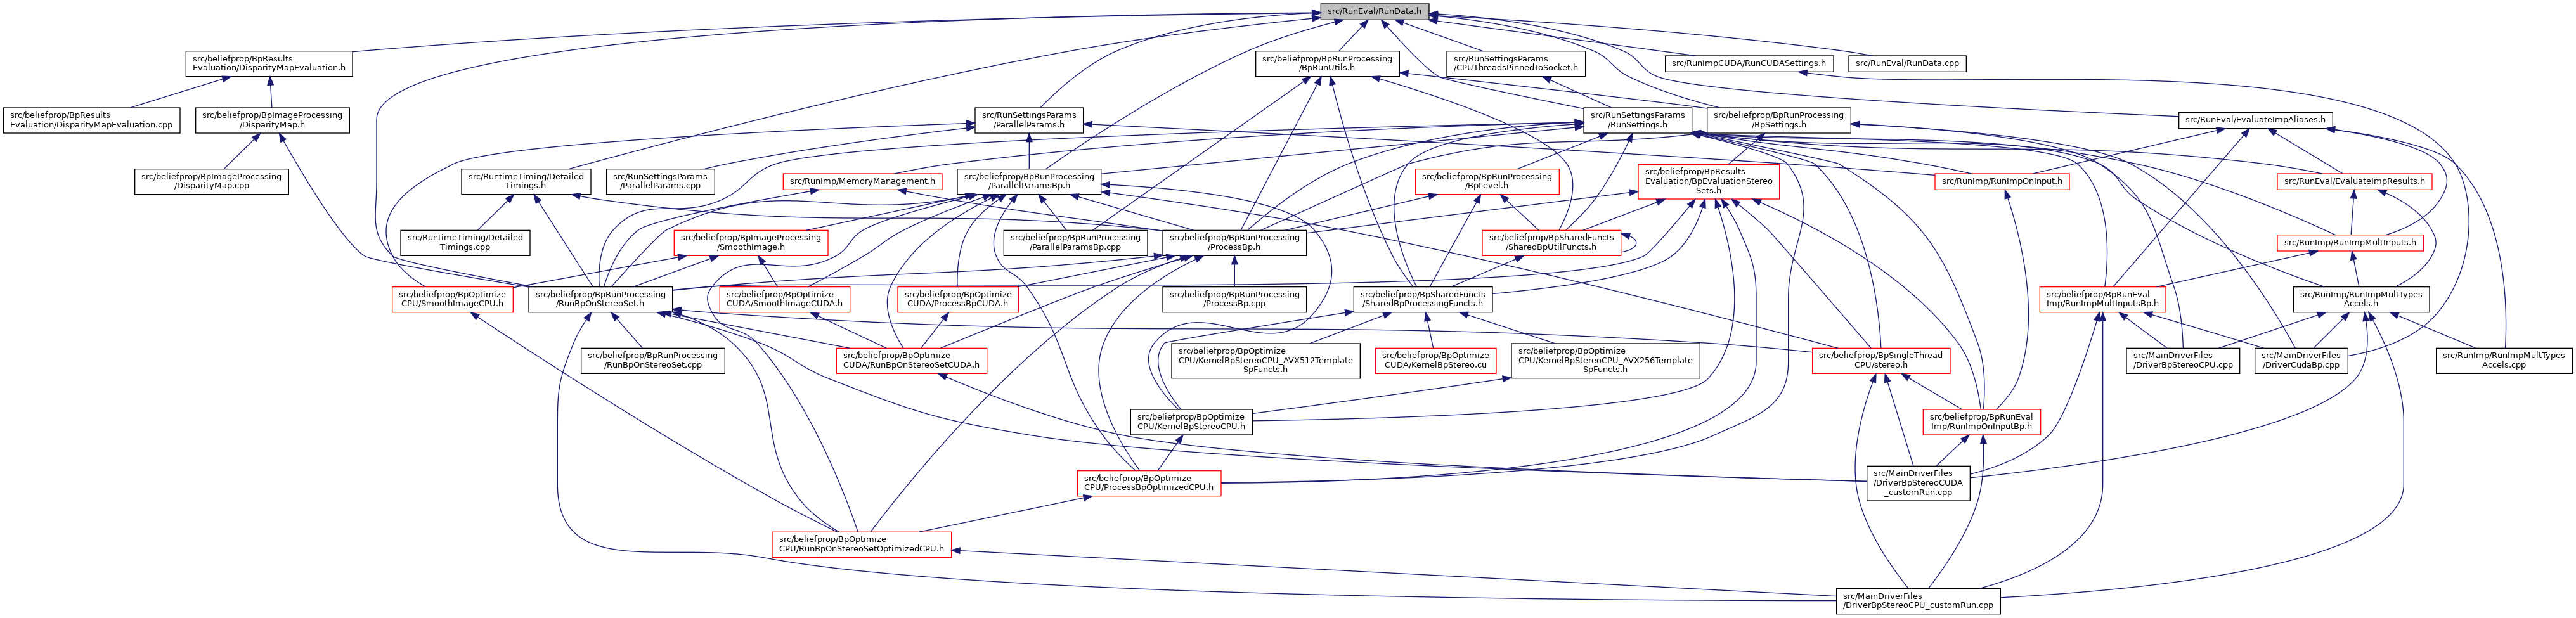 src/RunEval/RunData.h
src/beliefprop/BpResults
Evaluation/DisparityMapEvaluation.h
src/beliefprop/BpRunProcessing
/BpRunUtils.h
src/RunSettingsParams
/CPUThreadsPinnedToSocket.h
src/RunImpCUDA/RunCUDASettings.h
src/RunEval/RunData.cpp
src/beliefprop/BpResults
Evaluation/DisparityMapEvaluation.cpp
src/beliefprop/BpImageProcessing
/DisparityMap.h
src/RunSettingsParams
/ParallelParams.h
src/RunSettingsParams
/RunSettings.h
src/beliefprop/BpRunProcessing
/BpSettings.h
src/RunEval/EvaluateImpAliases.h
src/beliefprop/BpImageProcessing
/DisparityMap.cpp
src/RuntimeTiming/Detailed
Timings.h
src/RunSettingsParams
/ParallelParams.cpp
src/RunImp/MemoryManagement.h
src/beliefprop/BpRunProcessing
/ParallelParamsBp.h
src/beliefprop/BpRunProcessing
/BpLevel.h
src/beliefprop/BpResults
Evaluation/BpEvaluationStereo
Sets.h
src/RunImp/RunImpOnInput.h
src/RunEval/EvaluateImpResults.h
src/RuntimeTiming/Detailed
Timings.cpp
src/beliefprop/BpImageProcessing
/SmoothImage.h
src/beliefprop/BpRunProcessing
/ParallelParamsBp.cpp
src/beliefprop/BpRunProcessing
/ProcessBp.h
src/beliefprop/BpSharedFuncts
/SharedBpUtilFuncts.h
src/RunImp/RunImpMultInputs.h
src/beliefprop/BpOptimize
CPU/SmoothImageCPU.h
src/beliefprop/BpRunProcessing
/RunBpOnStereoSet.h
src/beliefprop/BpOptimize
CUDA/SmoothImageCUDA.h
src/beliefprop/BpOptimize
CUDA/ProcessBpCUDA.h
src/beliefprop/BpRunProcessing
/ProcessBp.cpp
src/beliefprop/BpSharedFuncts
/SharedBpProcessingFuncts.h
src/beliefprop/BpRunEval
Imp/RunImpMultInputsBp.h
src/RunImp/RunImpMultTypes
Accels.h
src/beliefprop/BpRunProcessing
/RunBpOnStereoSet.cpp
src/beliefprop/BpOptimize
CUDA/RunBpOnStereoSetCUDA.h
src/beliefprop/BpOptimize
CPU/KernelBpStereoCPU_AVX512Template
SpFuncts.h
src/beliefprop/BpOptimize
CUDA/KernelBpStereo.cu
src/beliefprop/BpOptimize
CPU/KernelBpStereoCPU_AVX256Template
SpFuncts.h
src/beliefprop/BpSingleThread
CPU/stereo.h
src/MainDriverFiles
/DriverBpStereoCPU.cpp
src/MainDriverFiles
/DriverCudaBp.cpp
src/RunImp/RunImpMultTypes
Accels.cpp
src/beliefprop/BpOptimize
CPU/KernelBpStereoCPU.h
src/beliefprop/BpRunEval
Imp/RunImpOnInputBp.h
src/beliefprop/BpOptimize
CPU/ProcessBpOptimizedCPU.h
src/MainDriverFiles
/DriverBpStereoCUDA
_customRun.cpp
src/beliefprop/BpOptimize
CPU/RunBpOnStereoSetOptimizedCPU.h
src/MainDriverFiles
/DriverBpStereoCPU_customRun.cpp